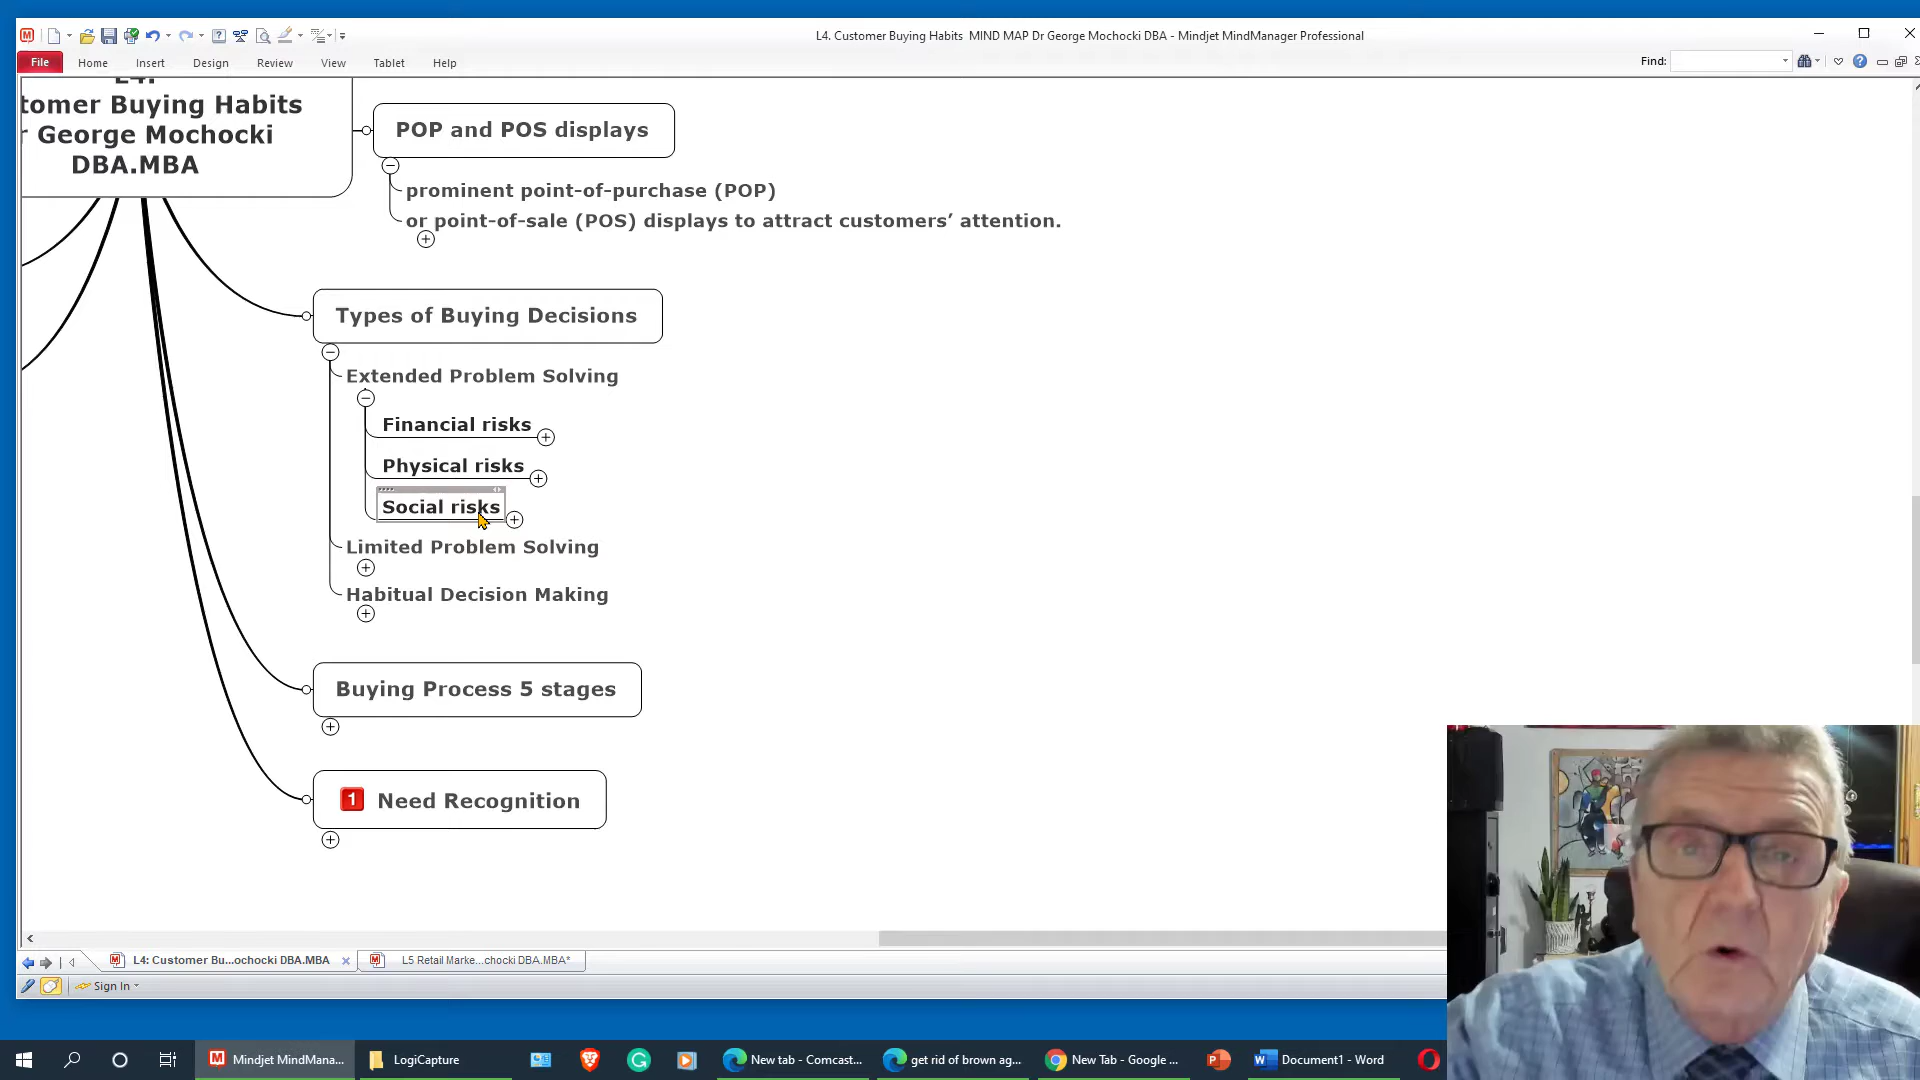 L4. Customer Buying Habits  MIND MAP Dr George Mochocki DBA - Mindjet MindManager Professional
File Home Insert Design Review View Tablet Help Find:
L4.
tomer Buying Habits
r George Mochocki
DBA.MBA
POP and POS displays
prominent point-of-purchase (POP)
or point-of-sale (POS) displays to attract customers’ attention.
Types of Buying Decisions
Extended Problem Solving
Financial risks
Physical risks
Social risks
Limited Problem Solving
Habitual Decision Making
Buying Process 5 stages
1 Need Recognition
L4: Customer Bu...ochocki DBA.MBA L5 Retail Marke...chocki DBA.MBA*
Sign In
Mindjet MindMana... LogiCapture New tab - Comcast... get rid of brown ag... New Tab - Google ... Document1 - Word